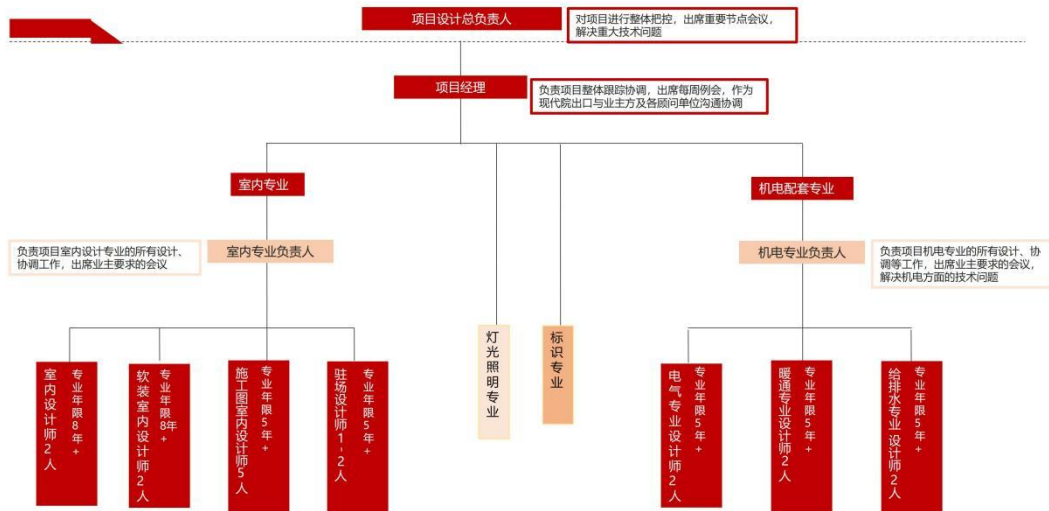 项目设计总负责人
对项目进行整体把控，出席重要节点会议，
解决重大技术问题
项目经理
负责项目整体跟踪协调，出席每周例会，作为
现代院出口与业主方及各顾问单位沟通协调
室内专业
机电配套专业
负责项目室内设计专业的所有设计、
协调工作，出席业主要求的会议
室内专业负责人
机电专业负责人
负责项目机电专业的所有设计、协
调等工作，出席业主要求的会议，
解决机电方面的技术问题
室内设计师2人
专业年限8年+
软装室内设计师2人
专业年限8年+
施工图室内设计师5人
专业年限5年+
驻场设计师1-2人
专业年限5年+
灯光照明专业
标识专业
电气专业设计师2人
专业年限5年+
暖通专业设计师2人
专业年限5年+
给排水专业 设计师2人
专业年限5年+